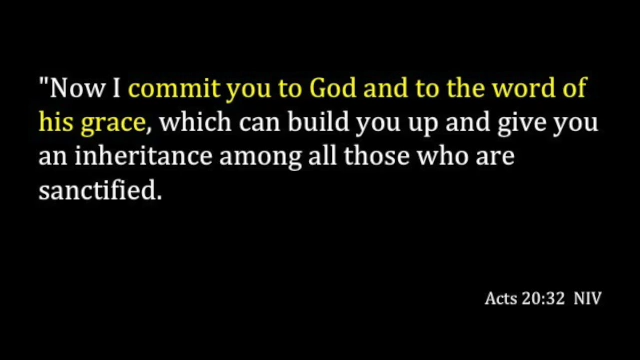 "Now I commit you to God and to the word of
his grace, which can build you up and give you
an inheritance among all those who are
sanctified.
Acts 20:32 NIV